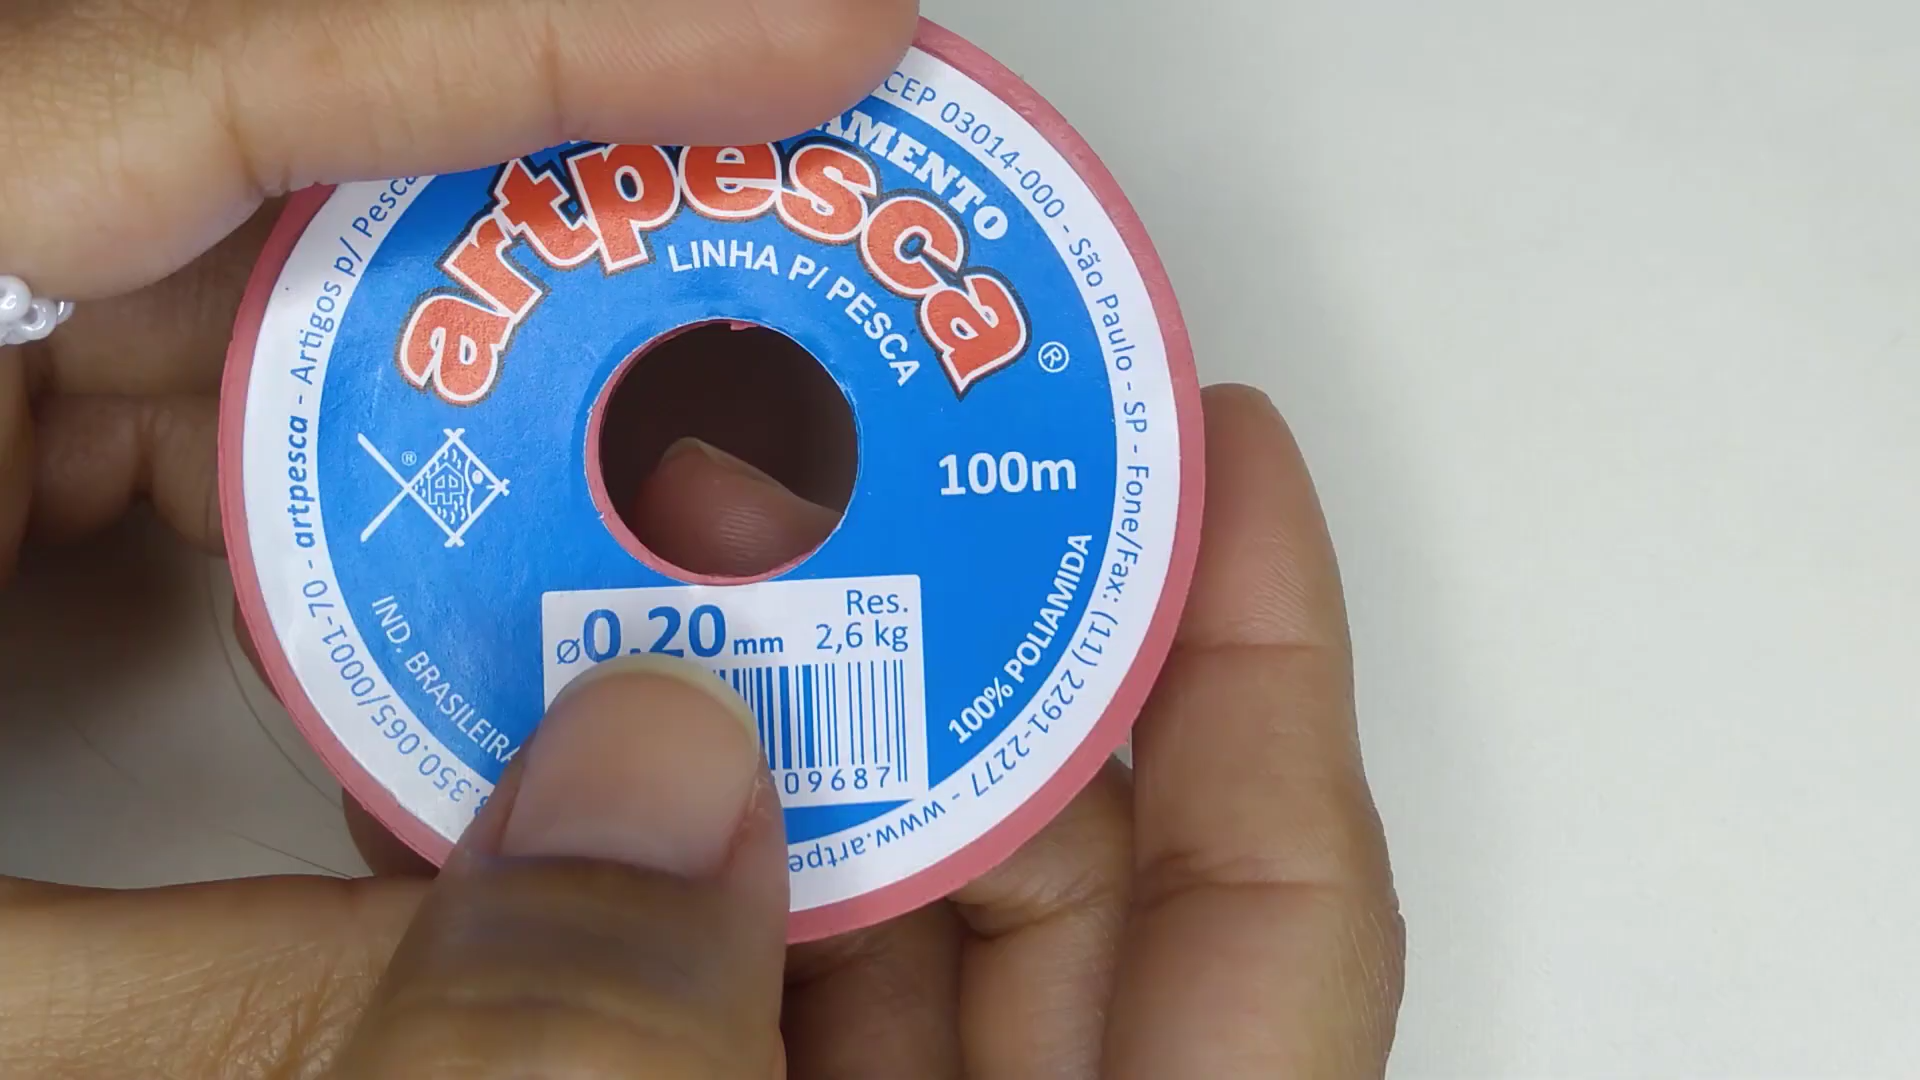 artpesca
LINHA P/ PESCA
®
100m
®
100% POLIAMIDA
IND. BRASILEIRA
ø0,20mm
Res.
2,6 kg
09687
artpesca - Artigos p/ Pesca
CEP 03014-000 - São Paulo - SP - Fone/Fax: (11) 2291-2277 - www.artpe
.350.065/0001-70 -